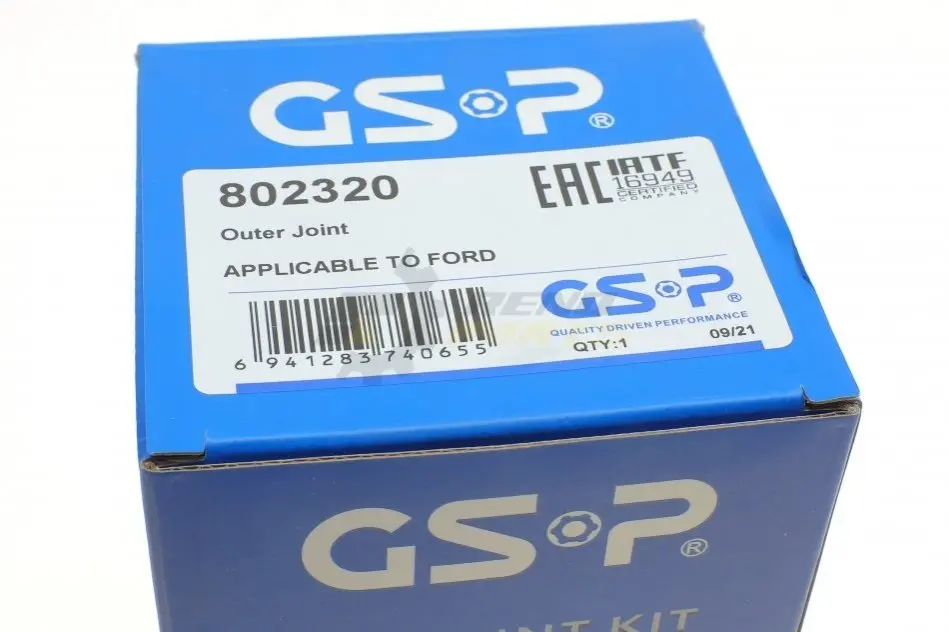 GSP®
802320
Outer Joint
APPLICABLE TO FORD
EAC
IATF
16949
CERTIFIED
COMPANY
6 941283 740655
GSP®
QUALITY DRIVEN PERFORMANCE
QTY:1 09/21
GSP®
KIT